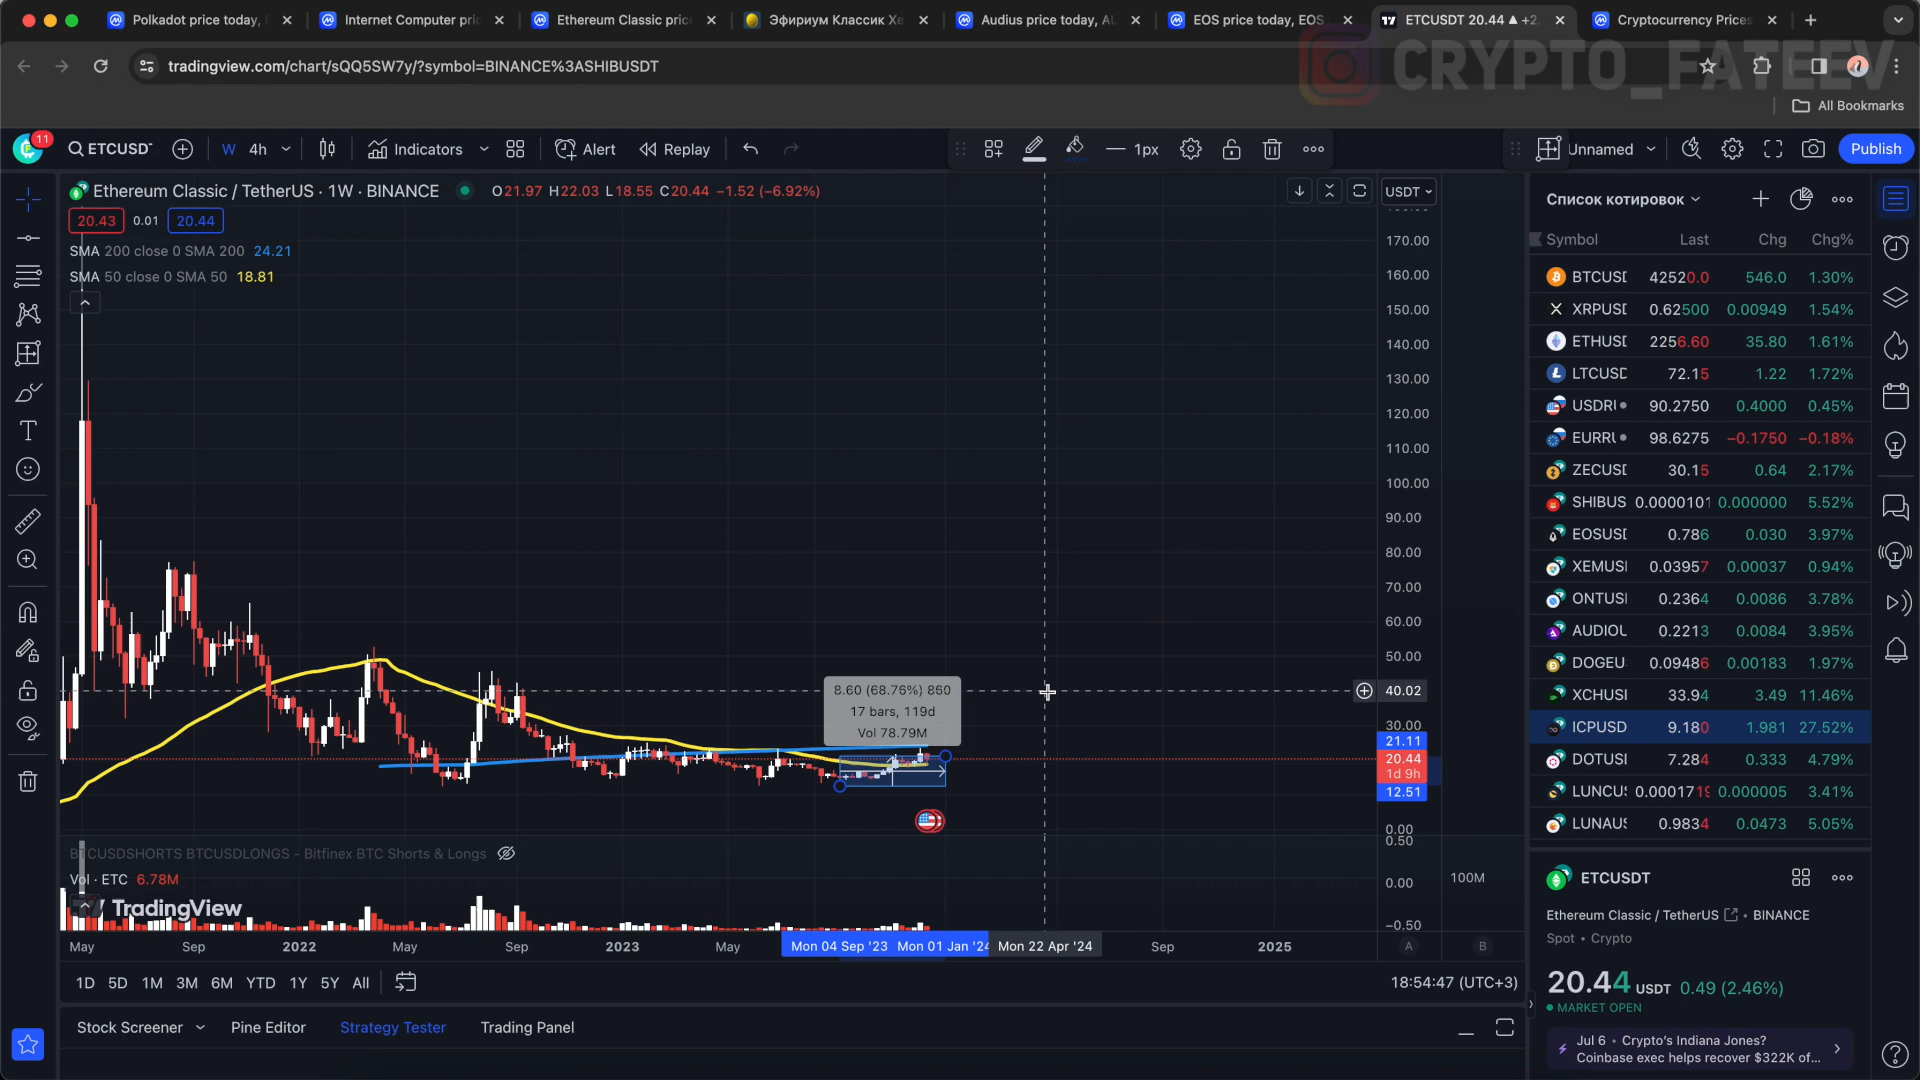 Polkadot price today,
Internet Computer pric
Ethereum Classic price
Эфириум Классик Хе
Audius price today, AU
EOS price today, EOS
ETCUSDT 20.44 ▲ +2
Cryptocurrency Prices
tradingview.com/chart/sQQ5SW7y/?symbol=BINANCE%3ASHIBUSDT
CRYPTO_FATEEV
All Bookmarks
11
ETCUSDT
W
4h
Indicators
Alert
Replay
1px
Unnamed
Publish
Ethereum Classic / TetherUS · 1W · BINANCE
O21.97 H22.03 L18.55 C20.44 −1.52 (−6.92%)
20.43
0.01
20.44
SMA 200 close 0 SMA 200 24.21
SMA 50 close 0 SMA 50 18.81
USDT
170.00
160.00
150.00
140.00
130.00
120.00
110.00
100.00
90.00
80.00
70.00
60.00
50.00
40.02
30.00
21.11
20.44
1d 9h
12.51
0.00
8.60 (68.76%) 860
17 bars, 119d
Vol 78.79M
BTCUSDSHORTS BTCUSDLONGS - Bitfinex BTC Shorts & Longs
Vol · ETC 6.78M
TradingView
0.50
0.00
−0.50
100M
May
Sep
2022
May
Sep
2023
May
Mon 04 Sep '23
Mon 01 Jan '24
Mon 22 Apr '24
Sep
2025
A
B
1D 5D 1M 3M 6M YTD 1Y 5Y All
18:54:47 (UTC+3)
Stock Screener
Pine Editor
Strategy Tester
Trading Panel
Список котировок
Symbol Last Chg Chg%
BTCUSD 42520.0 546.0 1.30%
XRPUSD 0.62500 0.00949 1.54%
ETHUSD 2256.60 35.80 1.61%
LTCUSD 72.15 1.22 1.72%
USDRU 90.2750 0.4000 0.45%
EURRU 98.6275 −0.1750 −0.18%
ZECUSD 30.15 0.64 2.17%
SHIBUS 0.0000101 0.000000 5.52%
EOSUSD 0.786 0.030 3.97%
XEMUSD 0.03957 0.00037 0.94%
ONTUSD 0.2364 0.0086 3.78%
AUDIOU 0.2213 0.0084 3.95%
DOGEU 0.09486 0.00183 1.97%
XCHUSD 33.94 3.49 11.46%
ICPUSD 9.180 1.981 27.52%
DOTUSD 7.284 0.333 4.79%
LUNCUS 0.0001719 0.000005 3.41%
LUNAUS 0.9834 0.0473 5.05%
ETCUSDT
Ethereum Classic / TetherUS • BINANCE
Spot • Crypto
20.44 USDT 0.49 (2.46%)
MARKET OPEN
Jul 6 • Crypto's Indiana Jones?
Coinbase exec helps recover $322K of...